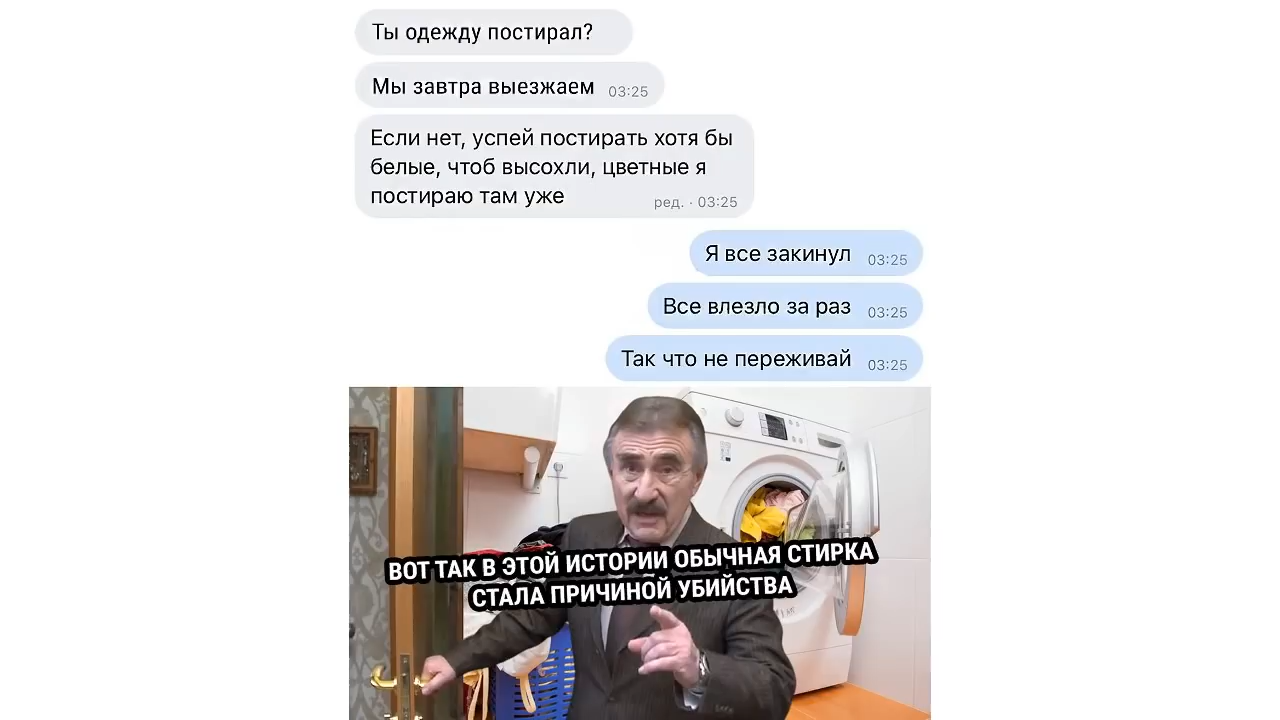 Ты одежду постирал?
Мы завтра выезжаем 03:25
Если нет, успей постирать хотя бы
белые, чтоб высохли, цветные я
постираю там уже ред. · 03:25
Я все закинул 03:25
Все влезло за раз 03:25
Так что не переживай 03:25
ВОТ ТАК В ЭТОЙ ИСТОРИИ ОБЫЧНАЯ СТИРКА
СТАЛА ПРИЧИНОЙ УБИЙСТВА